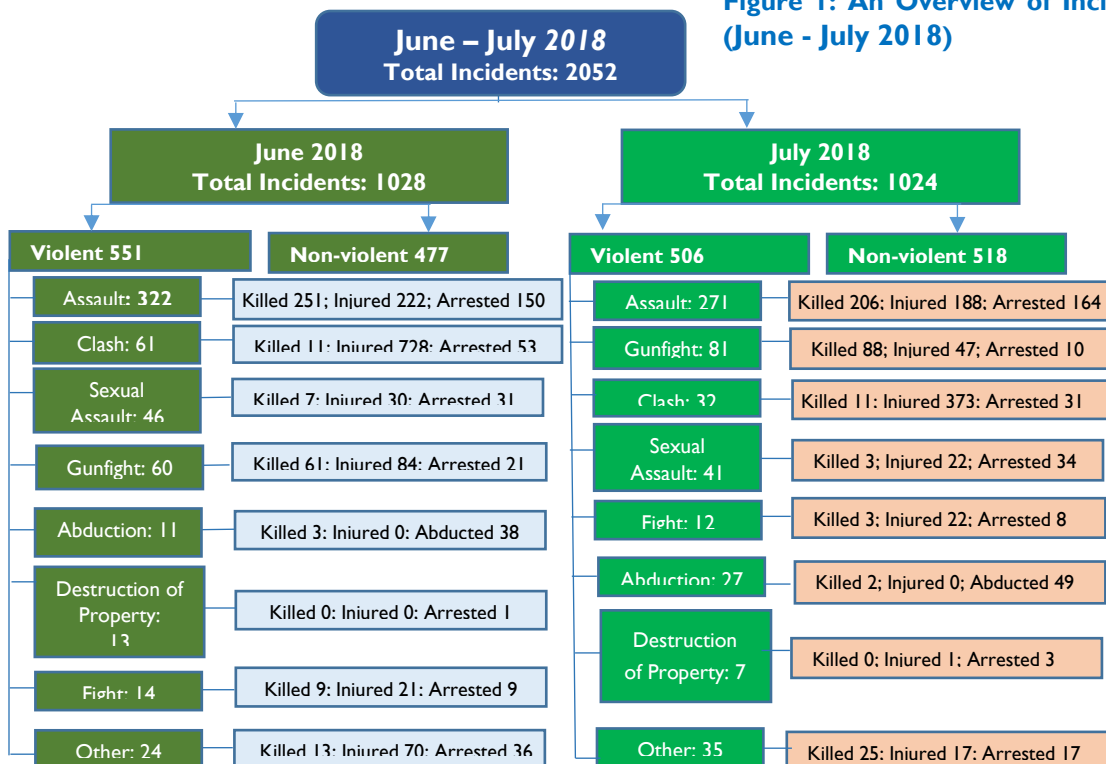 Figure 1: An Overview of
(June - July 2018)
June – July 2018
Total Incidents: 2052
June 2018
Total Incidents: 1028
Violent 551
Non-violent 477
Assault: 322
Killed 251; Injured 222; Arrested 150
Clash: 61
Killed 11; Injured 728; Arrested 53
Sexual
Assault: 46
Killed 7; Injured 30; Arrested 31
Gunfight: 60
Killed 61; Injured 84; Arrested 21
Abduction: 11
Killed 3; Injured 0; Abducted 38
Destruction of
Property:
13
Killed 0; Injured 0; Arrested 1
Fight: 14
Killed 9; Injured 21; Arrested 9
Other: 24
Killed 13; Injured 70; Arrested 36
July 2018
Total Incidents: 1024
Violent 506
Non-violent 518
Assault: 271
Killed 206; Injured 188; Arrested 164
Gunfight: 81
Killed 88; Injured 47; Arrested 10
Clash: 32
Killed 11; Injured 373; Arrested 31
Sexual
Assault: 41
Killed 3; Injured 22; Arrested 34
Fight: 12
Killed 3; Injured 22; Arrested 8
Abduction: 27
Killed 2; Injured 0; Abducted 49
Destruction
of Property: 7
Killed 0; Injured 1; Arrested 3
Other: 35
Killed 25; Injured 17; Arrested 17